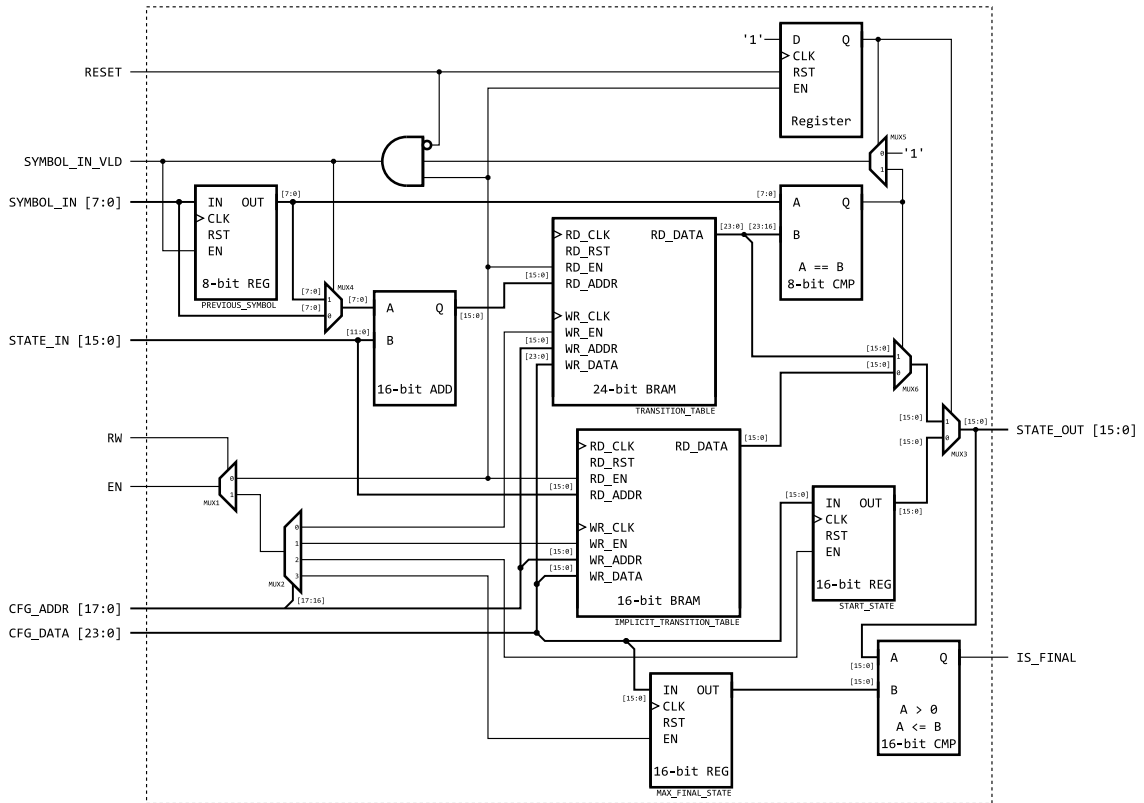 '1' D Q
CLK
RESET RST
EN
Register
MUX5
SYMBOL_IN_VLD 0 '1'
1
SYMBOL_IN [7:0] IN OUT [7:0] [7:0] A Q
CLK
RST
EN
8-bit REG
PREVIOUS_SYMBOL
B
A == B
8-bit CMP
RD_CLK RD_DATA [23:0] [23:16]
RD_RST
RD_EN
[15:0] RD_ADDR
WR_CLK
WR_EN
[15:0] WR_ADDR
[23:0] WR_DATA
24-bit BRAM
TRANSITION_TABLE
MUX4
[7:0] 1 [7:0]
[7:0] 0
A Q [15:0]
STATE_IN [15:0] [11:0] B
16-bit ADD
[15:0] 1
[15:0] 0
MUX6
RW
EN 0
1
MUX1
RD_CLK RD_DATA [15:0]
RD_RST
RD_EN
[15:0] RD_ADDR
WR_CLK
WR_EN
[15:0] WR_ADDR
[15:0] WR_DATA
16-bit BRAM
IMPLICIT_TRANSITION_TABLE
[15:0] 1 [15:0] STATE_OUT [15:0]
[15:0] 0
MUX3
0
1
2
3
MUX2
[17:16]
[15:0] IN OUT [15:0]
CLK
RST
EN
16-bit REG
START_STATE
CFG_ADDR [17:0]
CFG_DATA [23:0]
[15:0] A Q IS_FINAL
[15:0] B
A > 0
A <= B
16-bit CMP
[15:0] IN OUT
CLK
RST
EN
16-bit REG
MAX_FINAL_STATE